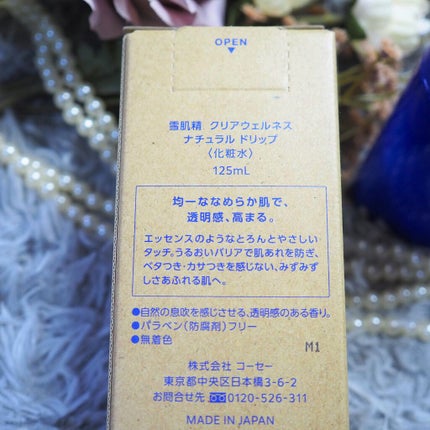 OPEN
▼
雪肌精 クリアウェルネス
ナチュラル ドリップ
〈化粧水〉
125mL
均一ななめらか肌で、
透明感、高まる。
エッセンスのようなとろんとやさしい
タッチ。うるおいバリアで肌あれを防ぎ、
ベタつき・カサつきを感じない、みずみず
しさあふれる肌へ。
●自然の息吹を感じさせる、透明感のある香り。
●パラベン(防腐剤)フリー
●無着色
M1
株式会社 コーセー
東京都中央区日本橋3-6-2
お問合せ先 0120-526-311
MADE IN JAPAN